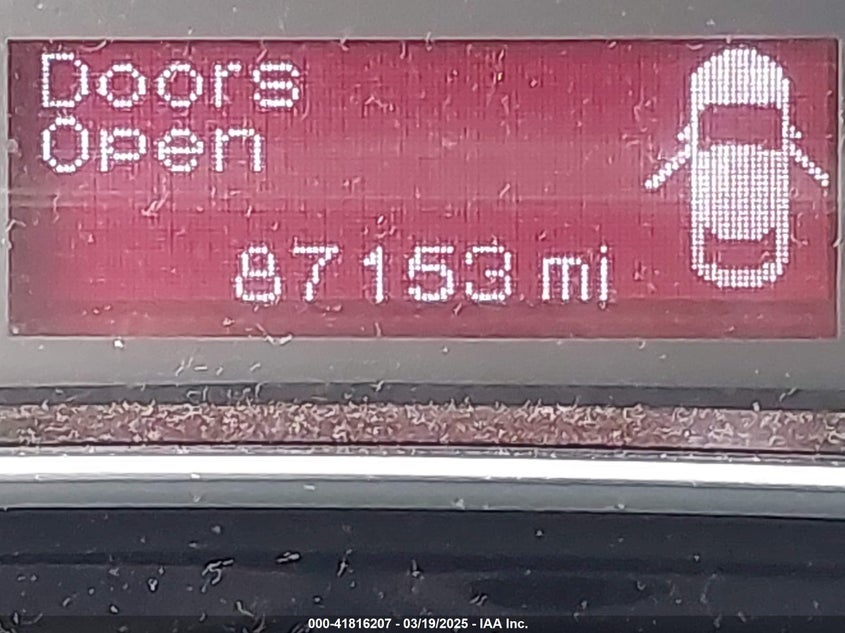 Doors
Open
87153 mi
000-41816207 - 03/19/2025 - IAA Inc.